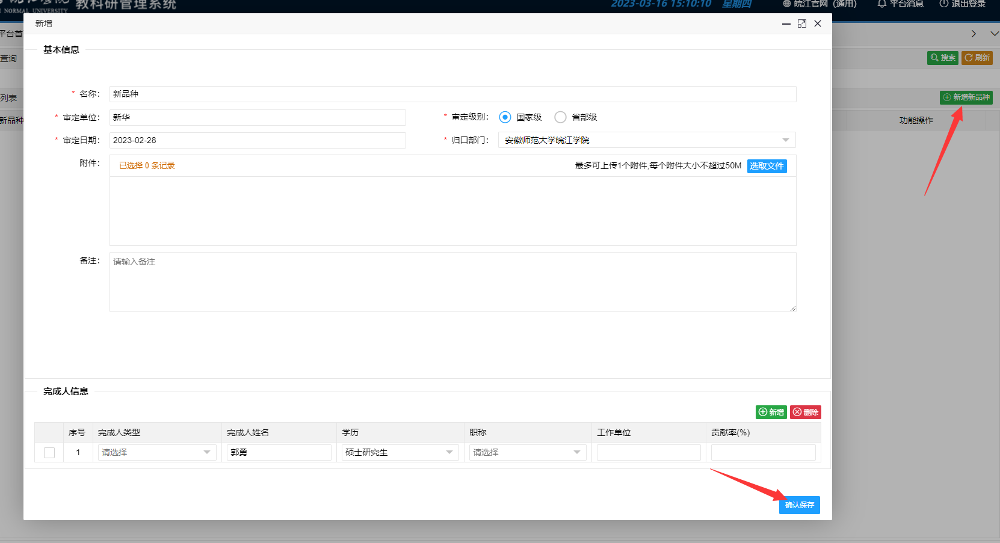 教科研管理系统
NORMAL UNIVERSITY
2023-03-16 15:10:10 星期四
皖江官网 (通用) 平台消息 退出登录
平台首
查询
搜索 刷新
列表
新增新品种
新品种
功能操作
新增
基本信息
* 名称: 新品种
* 审定单位: 新华
* 审定级别: 国家级 省部级
* 审定日期: 2023-02-28
* 归口部门: 安徽师范大学皖江学院
附件: 已选择 0 条记录 最多可上传1个附件,每个附件大小不超过50M 选取文件
备注: 请输入备注
完成人信息
新增 删除
序号 完成人类型 完成人姓名 学历 职称 工作单位 贡献率(%)
1 请选择 郭勇 硕士研究生 请选择
确认保存